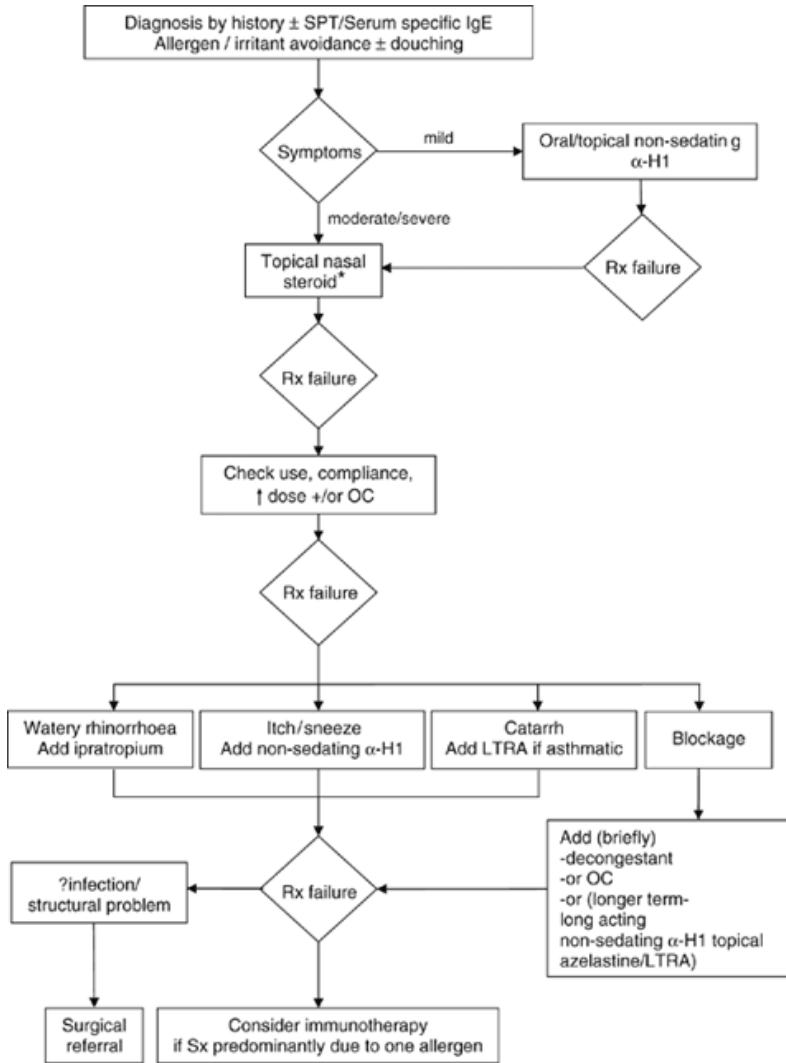 Diagnosis by history ± SPT/Serum specific IgE
Allergen / irritant avoidance ± douching
Symptoms
mild
Oral/topical non-sedatin g
α-H1
moderate/severe
Topical nasal
steroid*
Rx failure
Rx failure
Check use, compliance,
↑ dose +/or OC
Rx failure
Watery rhinorrhoea
Add ipratropium
Itch/sneeze
Add non-sedating α-H1
Catarrh
Add LTRA if asthmatic
Blockage
Add (briefly)
-decongestant
-or OC
-or (longer term-
long acting
non-sedating α-H1 topical
azelastine/LTRA)
Rx failure
?infection/
structural problem
Surgical
referral
Consider immunotherapy
if Sx predominantly due to one allergen